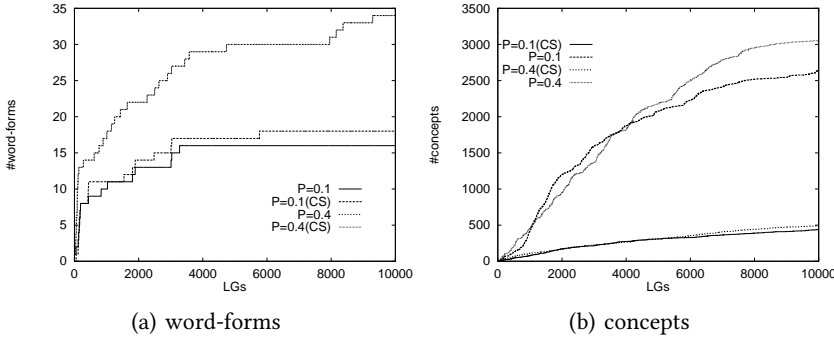 35
30
25
20
15
10
5
0
#word-forms
P=0.1
P=0.1(CS)
P=0.4
P=0.4(CS)
0 2000 4000 6000 8000 10000
LGs
(a) word-forms
3500
3000
2500
2000
1500
1000
500
0
#concepts
P=0.1(CS)
P=0.1
P=0.4(CS)
P=0.4
0 2000 4000 6000 8000 10000
LGs
(b) concepts